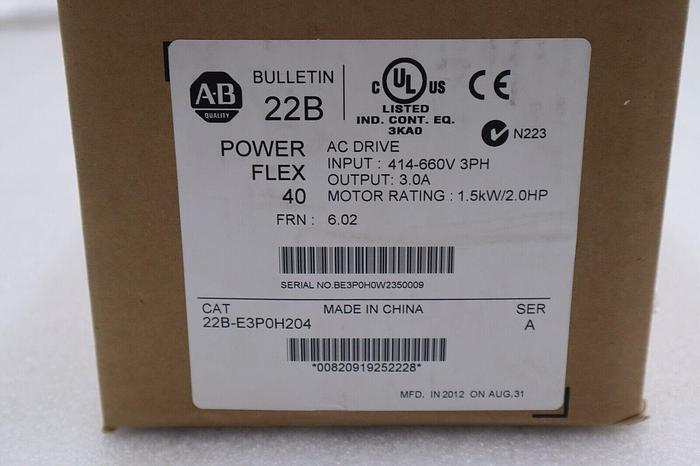 A-B
QUALITY
BULLETIN
22B
C UL US
LISTED
IND. CONT. EQ.
3KA0
CE
N223
POWER
FLEX
40
AC DRIVE
INPUT : 414-660V 3PH
OUTPUT: 3.0A
MOTOR RATING : 1.5kW/2.0HP
FRN : 6.02
SERIAL NO.BE3P0H0W2350009
CAT
22B-E3P0H204
MADE IN CHINA
SER
A
*00820919252228*
MFD. IN 2012 ON AUG.31